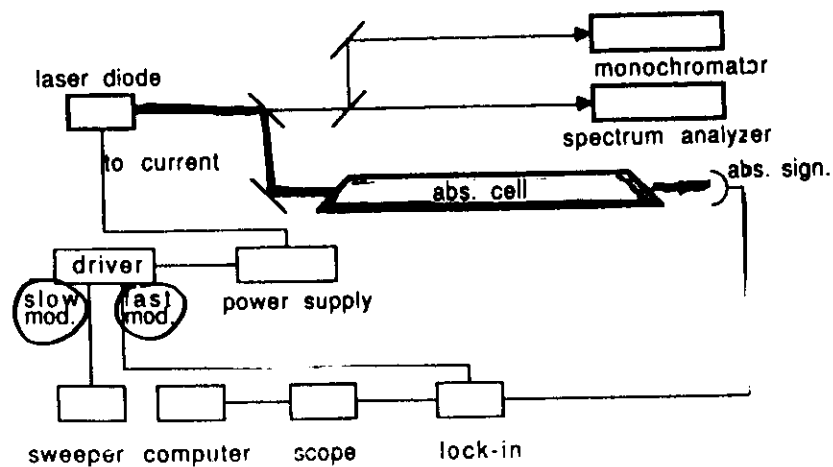 monochromator
laser diode
spectrum analyzer
to current
abs. sign.
abs. cell
driver
slow
mod.
fast
mod.
power supply
sweeper
computer
scope
lock-in